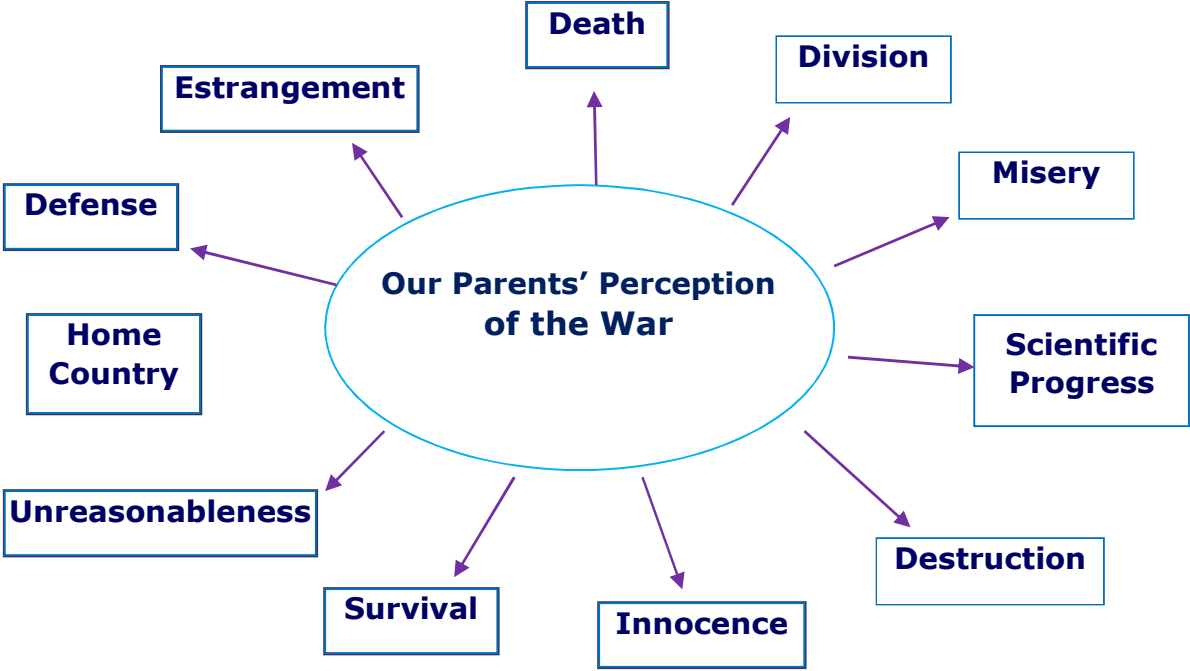 Death
Division
Estrangement
Misery
Defense
Our Parents’ Perception
of the War
Home
Country
Scientific
Progress
Unreasonableness
Destruction
Survival
Innocence